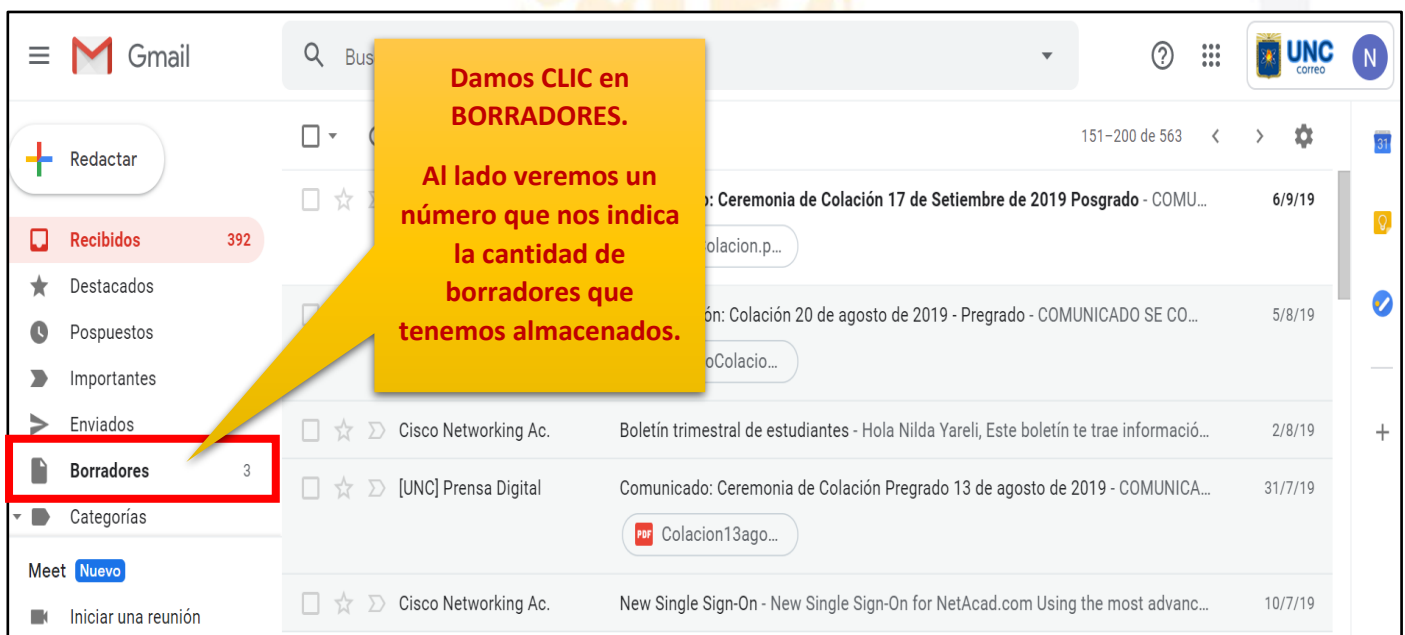 Gmail
Bus
UNC
correo
N
Damos CLIC en
BORRADORES.
Al lado veremos un
número que nos indica
la cantidad de
borradores que
tenemos almacenados.
Redactar
151–200 de 563
31
Recibidos 392
Destacados
Pospuestos
Importantes
Enviados
Borradores 3
Categorías
Meet Nuevo
Iniciar una reunión
: Ceremonia de Colación 17 de Setiembre de 2019 Posgrado - COMU... 6/9/19
olacion.p...
ón: Colación 20 de agosto de 2019 - Pregrado - COMUNICADO SE CO... 5/8/19
oColacio...
Cisco Networking Ac. Boletín trimestral de estudiantes - Hola Nilda Yareli, Este boletín te trae informació... 2/8/19
[UNC] Prensa Digital Comunicado: Ceremonia de Colación Pregrado 13 de agosto de 2019 - COMUNICA... 31/7/19
PDF Colacion13ago...
Cisco Networking Ac. New Single Sign-On - New Single Sign-On for NetAcad.com Using the most advanc... 10/7/19